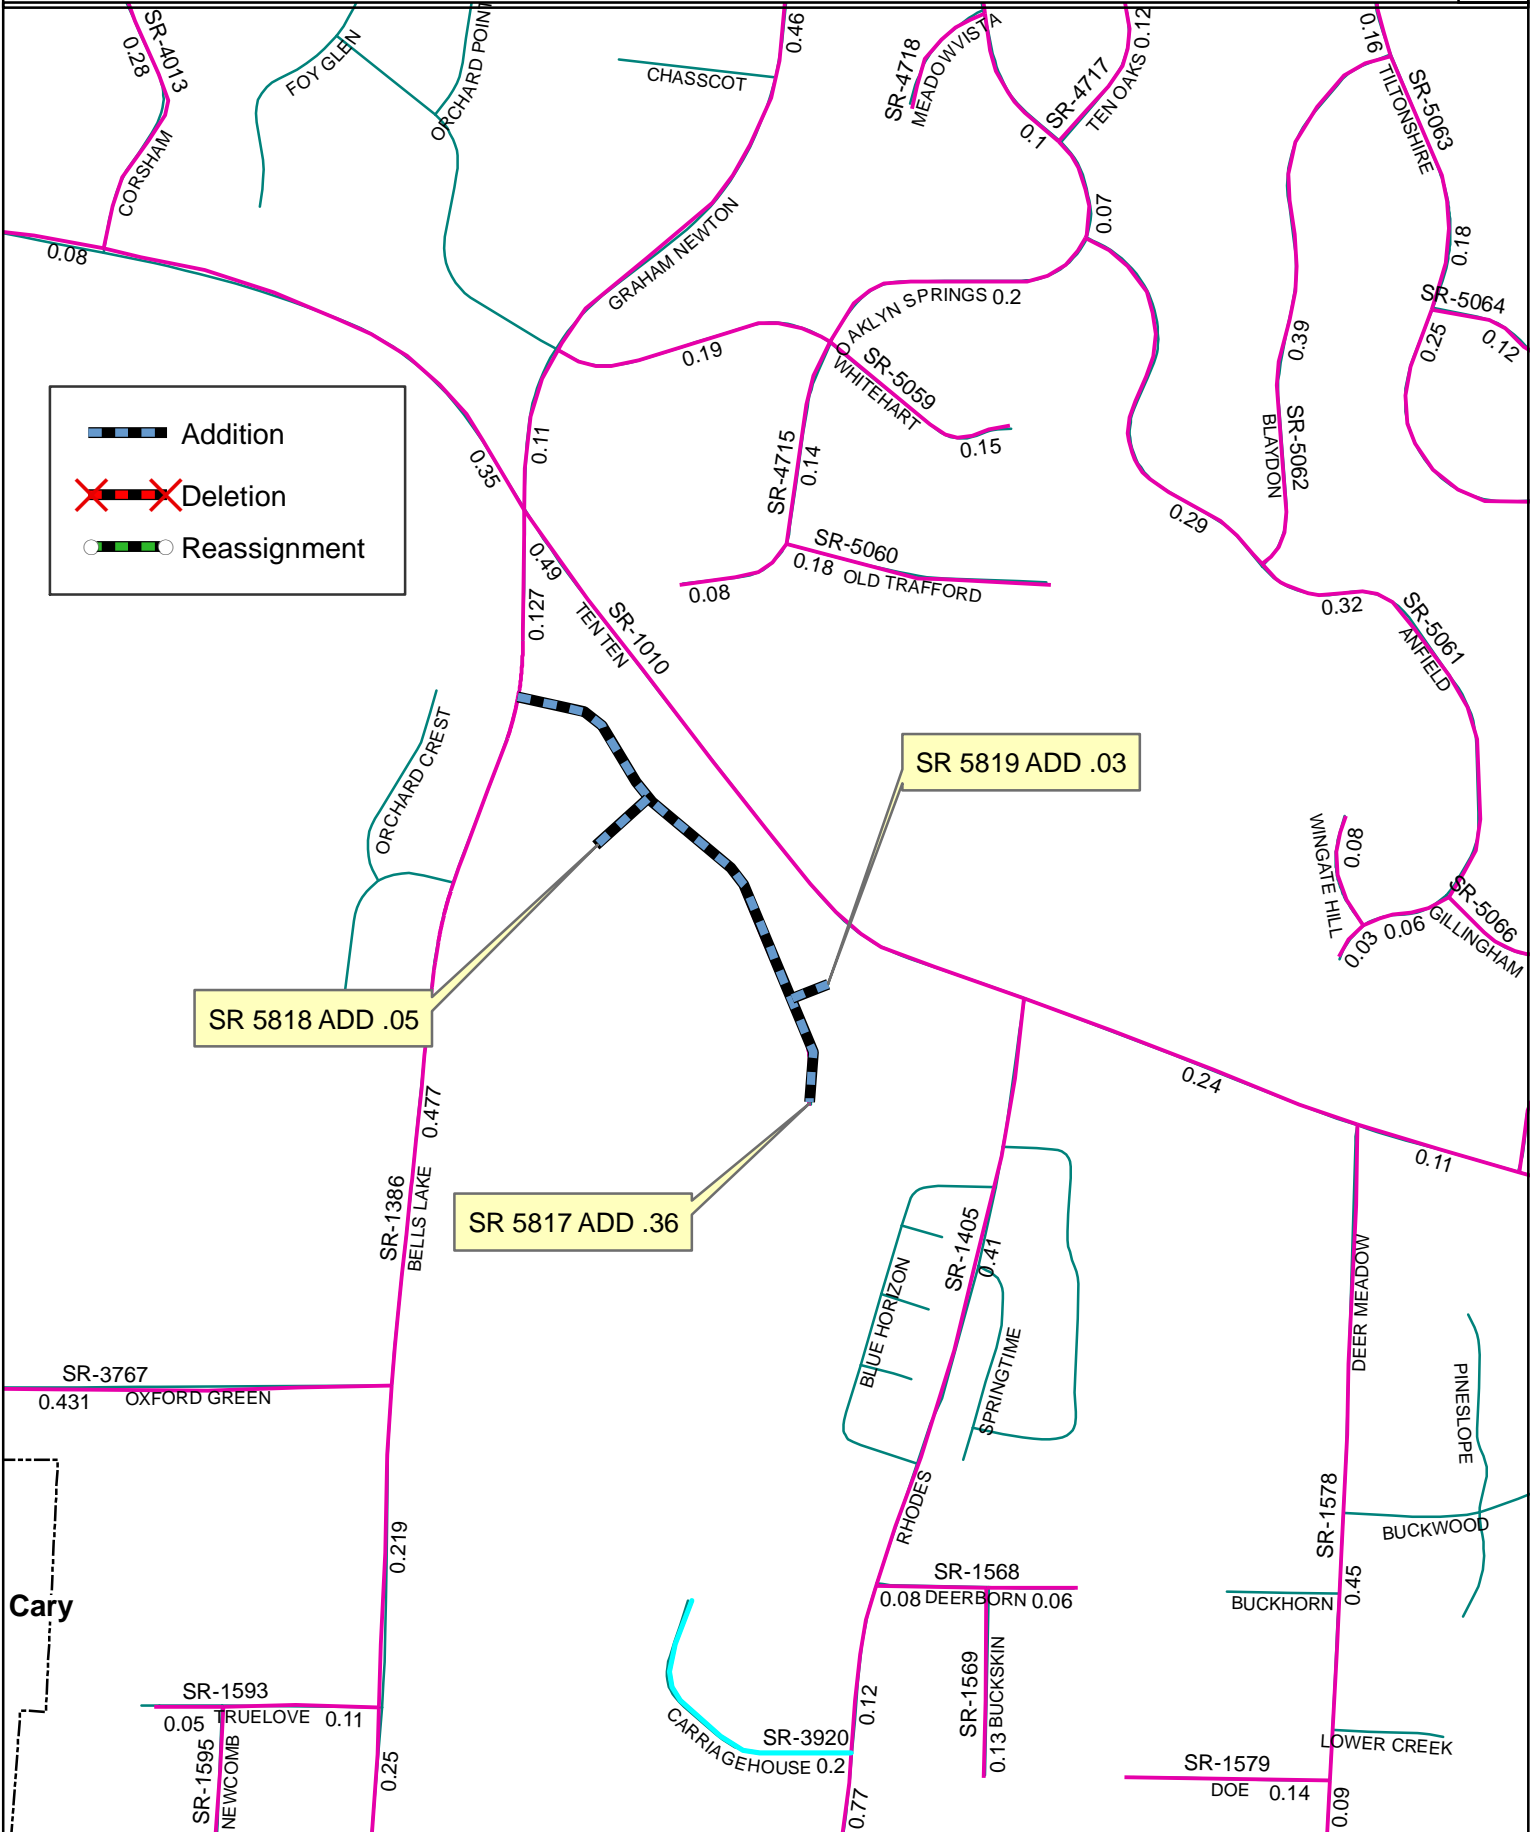 SR-4013
0.28
CORSHAM
0.08
FOY GLEN
ORCHARD POINT
CHASSCOT
0.46
GRAHAM NEWTON
SR-4718
MEADOWVISTA
0.1
SR-4717
TEN OAKS 0.12
0.07
0.16
SR-5063
TILTONSHIRE
0.18
SR-5064
0.12
0.25
0.39
SR-5062
BLAYDON
OAKLYN SPRINGS 0.2
0.19
SR-5059
WHITEHART
0.15
SR-4715
0.14
0.11
0.35
Addition
Deletion
Reassignment
0.49
0.127
SR-1010
TEN TEN
SR-5060
0.18 OLD TRAFFORD
0.08
0.29
0.32
SR-5061
ANFIELD
ORCHARD CREST
SR 5819 ADD .03
WINGATE HILL
0.08
0.03
0.06
SR-5066
GILLINGHAM
SR 5818 ADD .05
0.477
0.24
0.11
SR-1386
BELLS LAKE
SR 5817 ADD .36
SR-1405
0.41
BLUE HORIZON
SPRINGTIME
RHODES
DEER MEADOW
PINESLOPE
SR-3767
0.431
OXFORD GREEN
SR-1578
BUCKWOOD
0.219
SR-1568
0.08 DEERBORN 0.06
BUCKHORN
0.45
Cary
SR-1569
0.13 BUCKSKIN
SR-1593
0.05 TRUELOVE 0.11
SR-1595
NEWCOMB
0.25
0.12
SR-3920
CARRIAGEHOUSE 0.2
0.77
LOWER CREEK
SR-1579
DOE 0.14
0.09